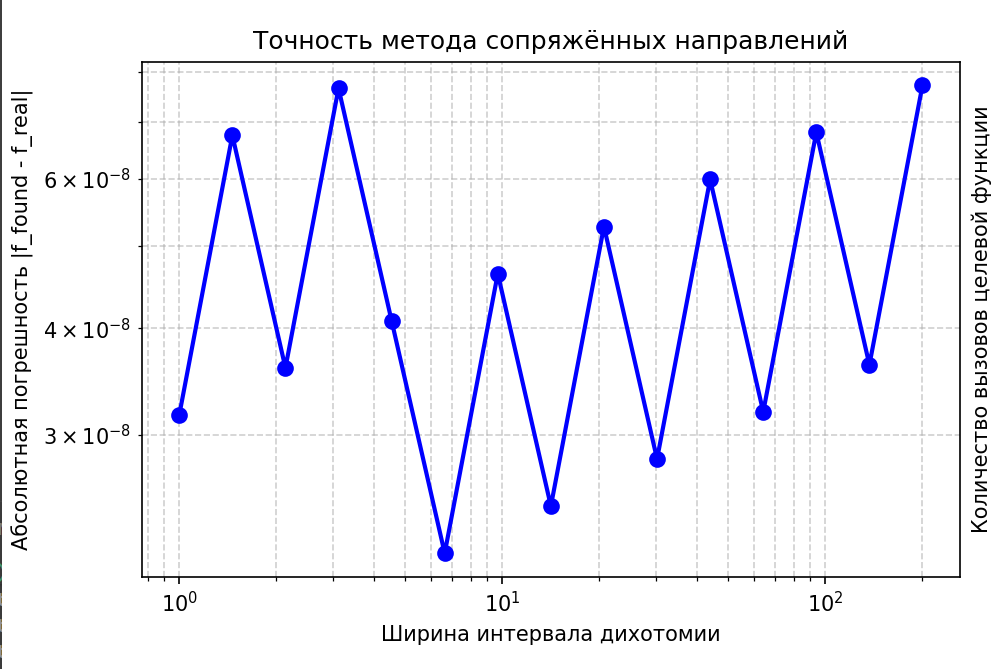 Точность метода сопряжённых направлений
Абсолютная погрешность |f_found - f_real|
6 × 10⁻⁸
4 × 10⁻⁸
3 × 10⁻⁸
10⁰ 10¹ 10²
Ширина интервала дихотомии
Количество вызовов целевой функции